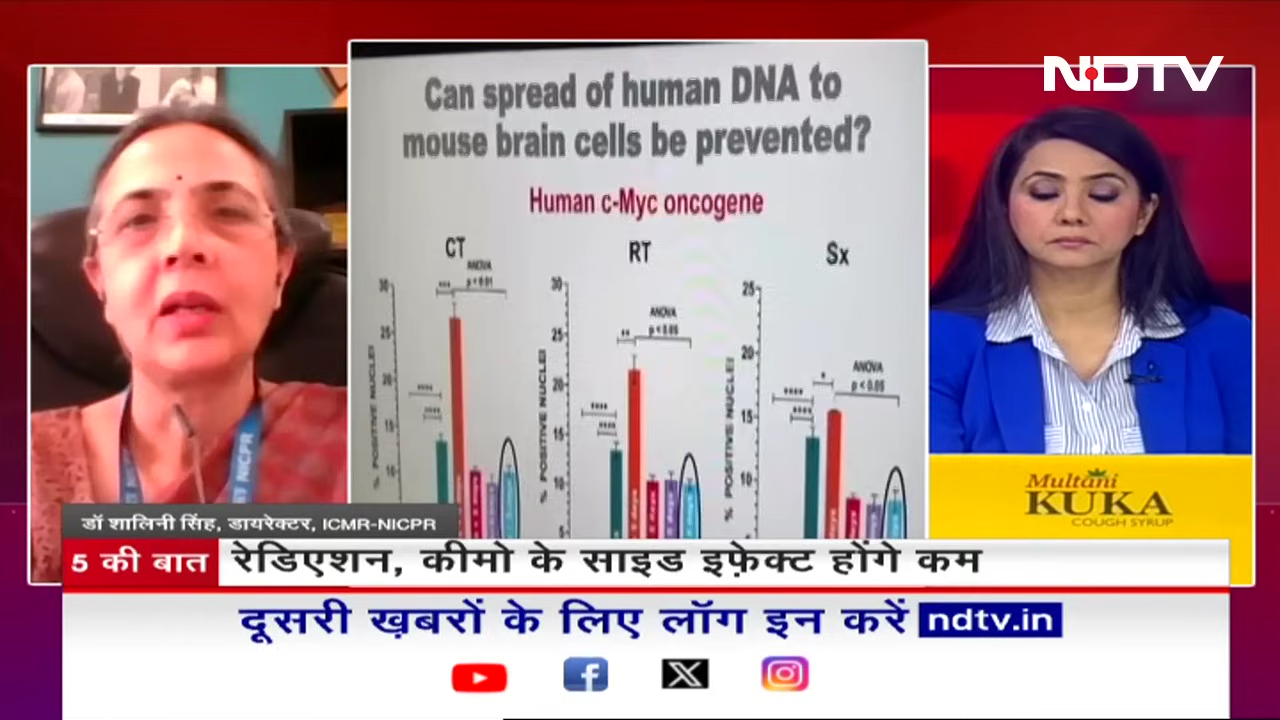 NDTV
Can spread of human DNA to
mouse brain cells be prevented?
Human c-Myc oncogene
CT
RT
Sx
ANOVA
p < 0.01
ANOVA
p < 0.05
ANOVA
p < 0.05
***
**
*
****
****
****
****
****
****
30
25
20
10
30
25
20
15
10
25
20
15
10
% POSITIVE NUCLEI
% POSITIVE NUCLEI
% POSITIVE NUCLEI
NICPR
Multani
KUKA
COUGH SYRUP
डॉ शालिनी सिंह, डायरेक्टर, ICMR-NICPR
5 की बात
रेडिएशन, कीमो के साइड इफ़ेक्ट होंगे कम
दूसरी ख़बरों के लिए लॉग इन करें ndtv.in